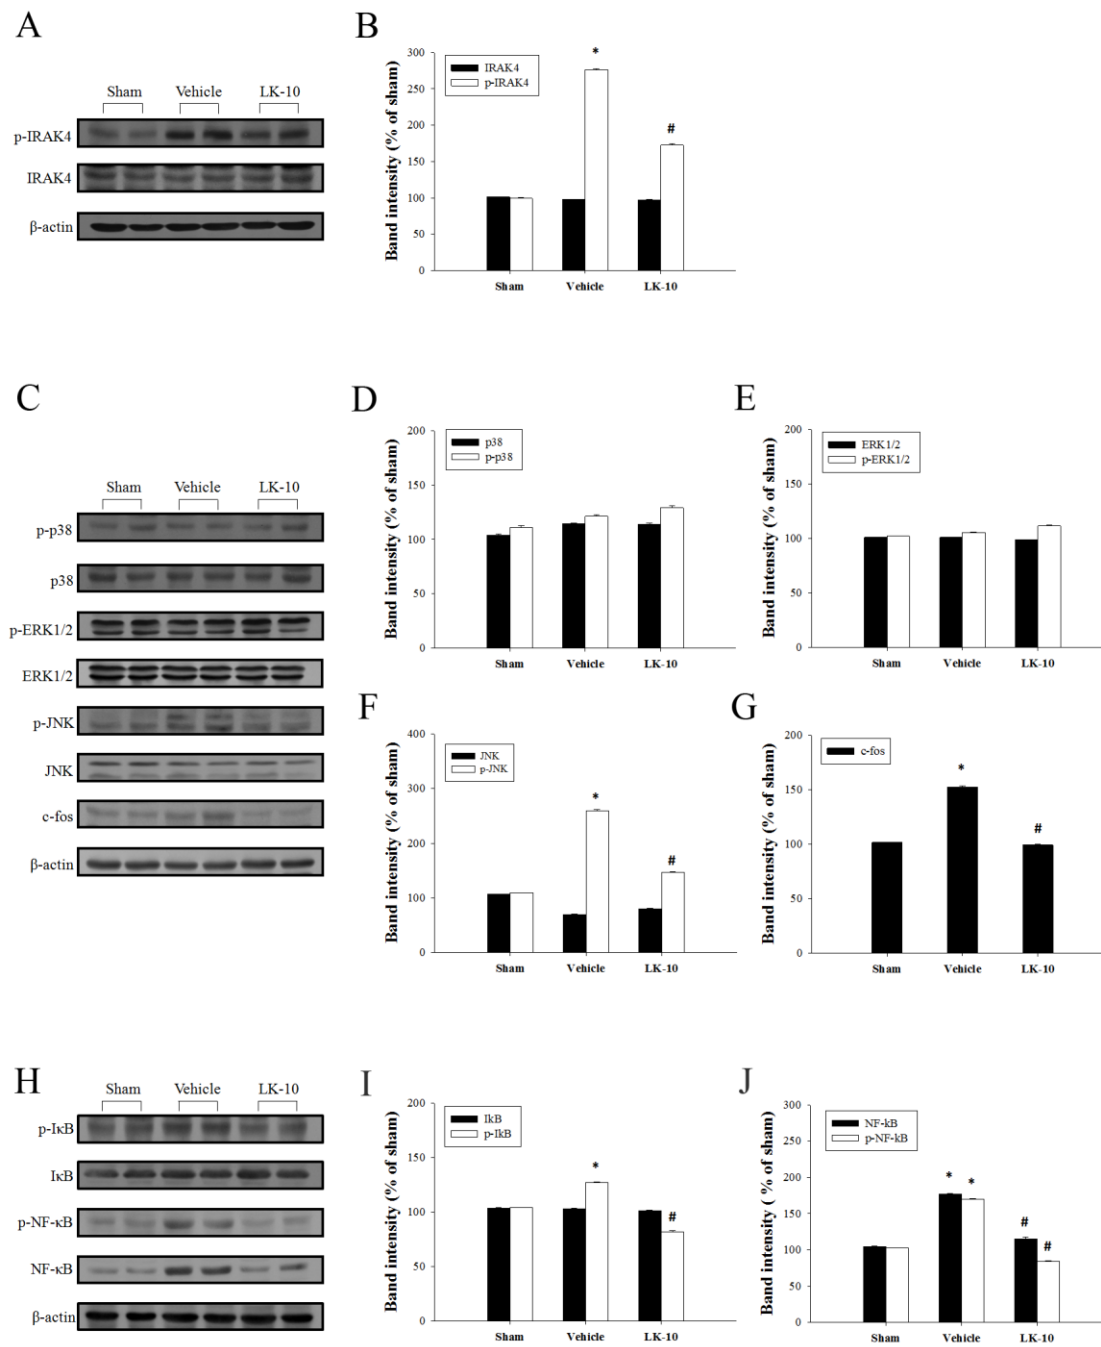 A
Sham Vehicle LK-10
p-IRAK4
IRAK4
β-actin
B
Band intensity (% of sham)
300
250
200
150
100
50
0
IRAK4
p-IRAK4
*
#
Sham Vehicle LK-10
C
Sham Vehicle LK-10
p-p38
p38
p-ERK1/2
ERK1/2
p-JNK
JNK
c-fos
β-actin
D
Band intensity (% of sham)
200
150
100
50
0
p38
p-p38
Sham Vehicle LK-10
E
Band intensity (% of sham)
200
150
100
50
0
ERK1/2
p-ERK1/2
Sham Vehicle LK-10
F
Band intensity (% of sham)
400
300
200
100
0
JNK
p-JNK
*
#
Sham Vehicle LK-10
G
Band intensity (% of sham)
200
150
100
50
0
c-fos
*
#
Sham Vehicle LK-10
H
Sham Vehicle LK-10
p-IκB
IκB
p-NF-κB
NF-κB
β-actin
I
Band intensity (% of sham)
200
150
100
50
0
IkB
p-IkB
*
#
Sham Vehicle LK-10
J
Band intensity ( % of sham)
300
250
200
150
100
50
0
NF-kB
p-NF-kB
* *
# #
Sham Vehicle LK-10